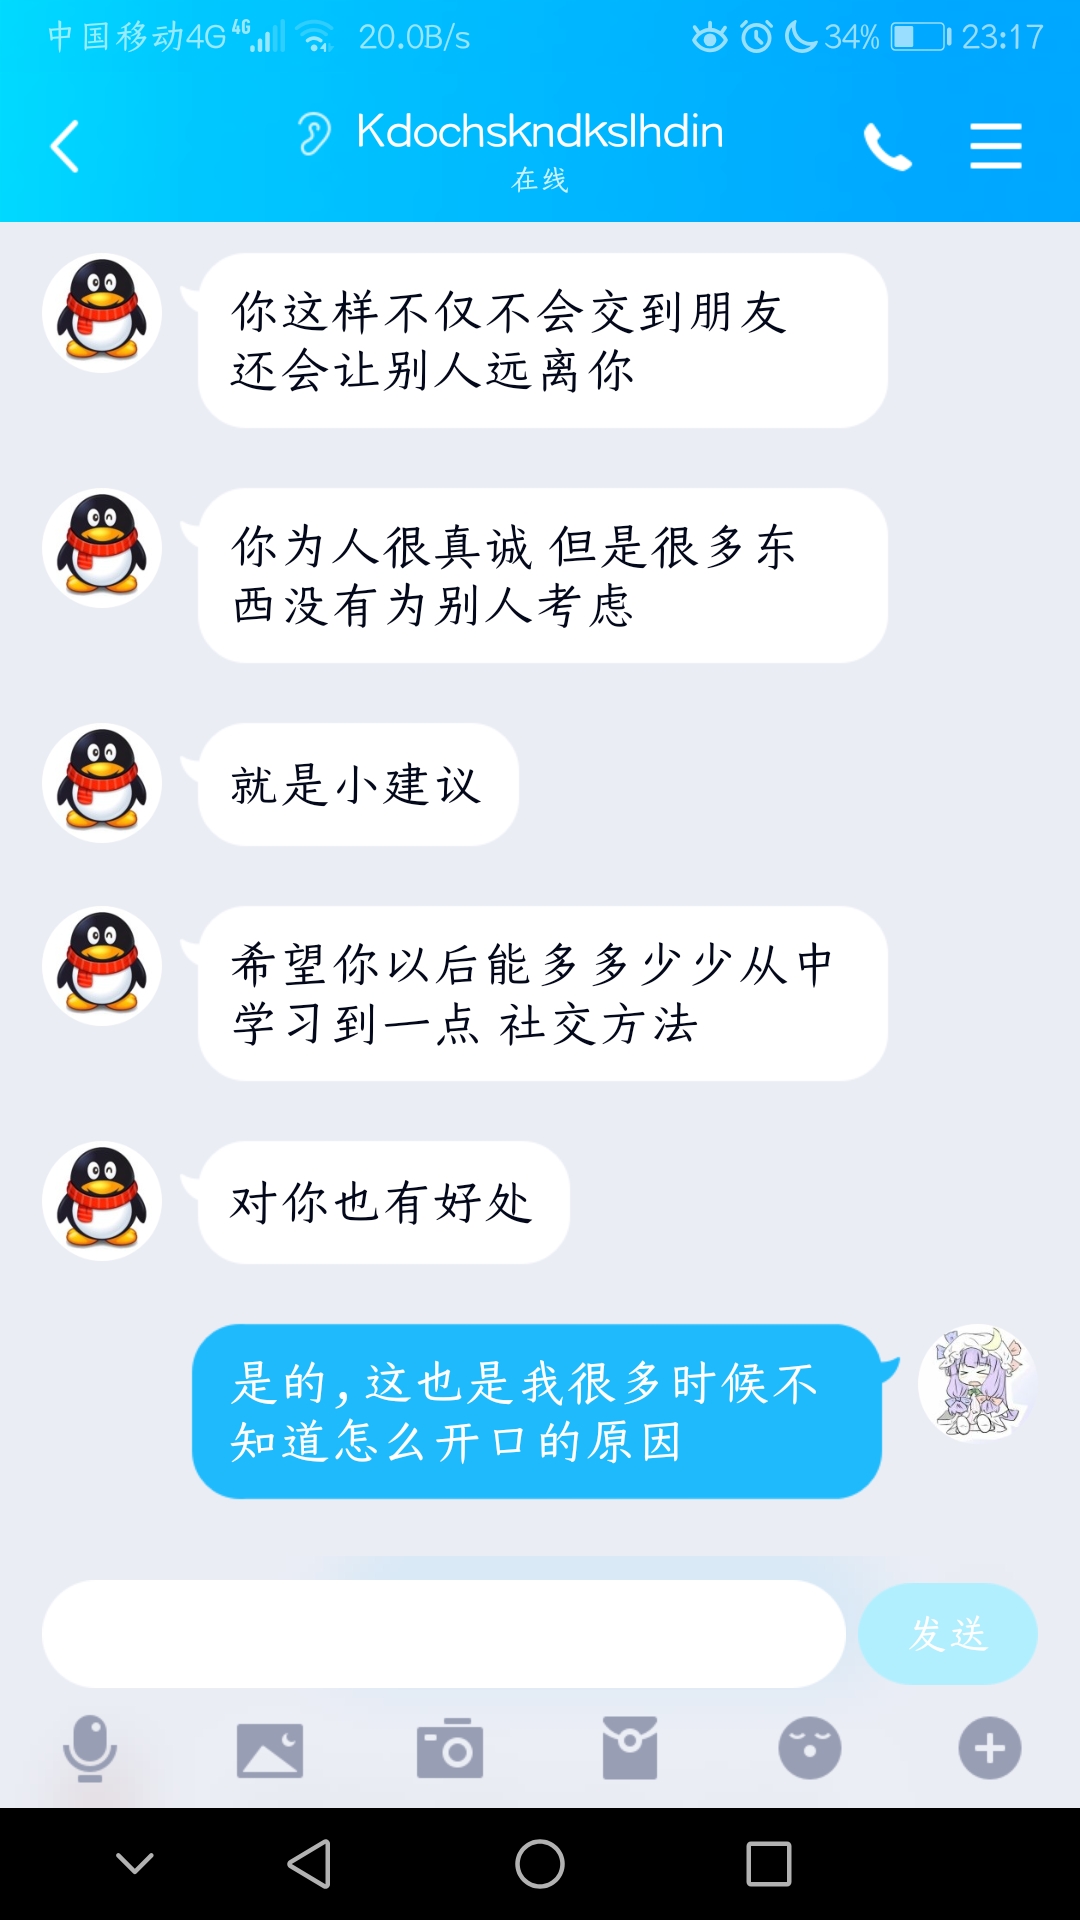 中国移动4G 4G 20.0B/s 34% 23:17
Kdochskndkslhdin
在线
你这样不仅不会交到朋友
还会让别人远离你
你为人很真诚 但是很多东
西没有为别人考虑
就是小建议
希望你以后能多多少少从中
学习到一点 社交方法
对你也有好处
是的,这也是我很多时候不
知道怎么开口的原因
发送